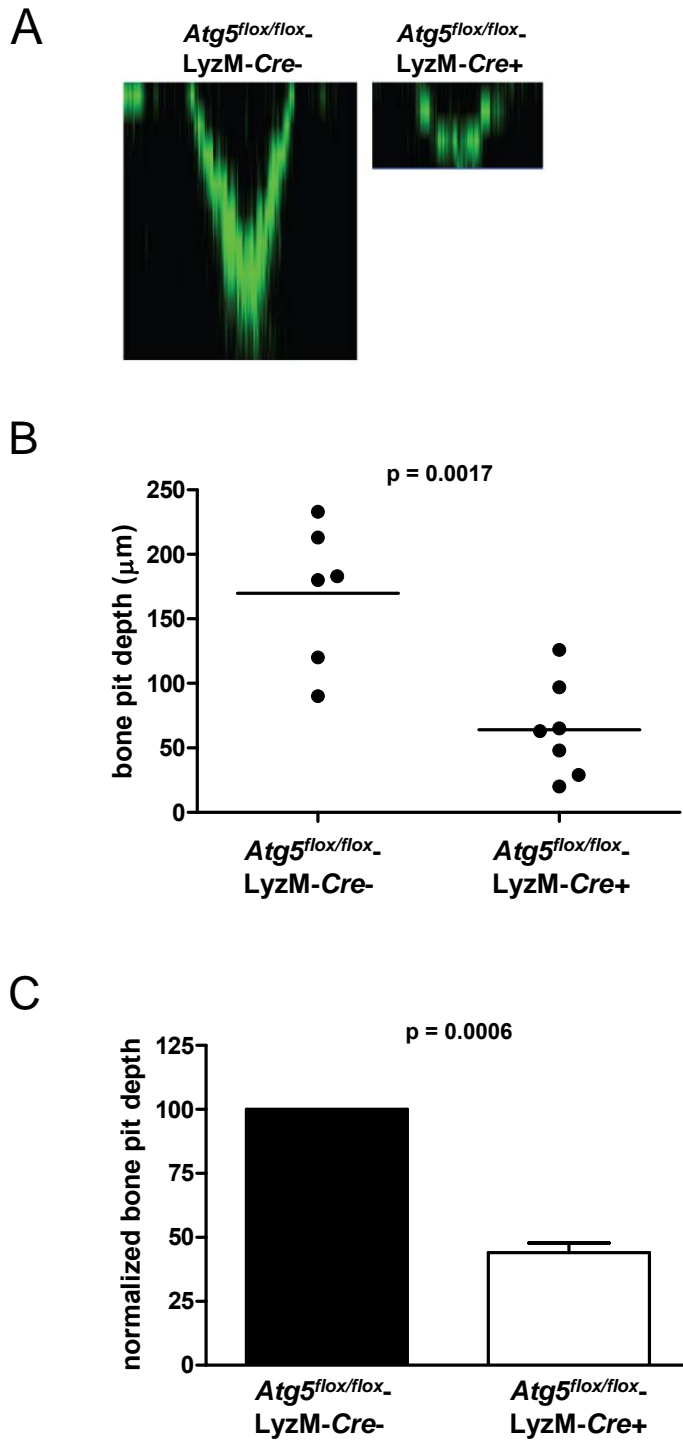 A
Atg5flox/flox-
LyzM-Cre-
Atg5flox/flox-
LyzM-Cre+
B
p = 0.0017
bone pit depth (μm)
250
200
150
100
50
0
Atg5flox/flox-
LyzM-Cre-
Atg5flox/flox-
LyzM-Cre+
C
p = 0.0006
normalized bone pit depth
125
100
75
50
25
0
Atg5flox/flox-
LyzM-Cre-
Atg5flox/flox-
LyzM-Cre+